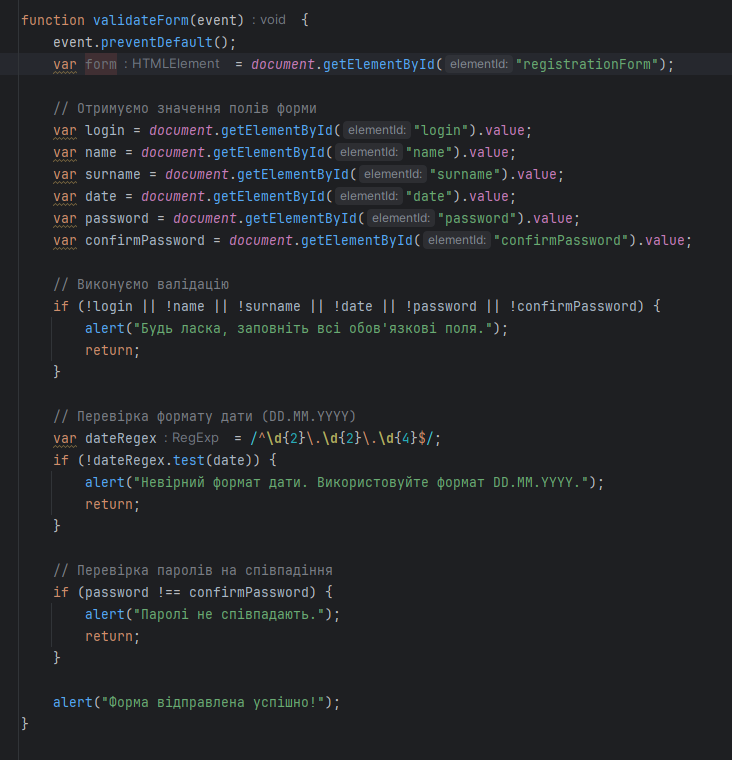 function validateForm(event) : void {
    event.preventDefault();
    var form : HTMLElement = document.getElementById( elementId: "registrationForm");

    // Отримуємо значення полів форми
    var login = document.getElementById( elementId: "login").value;
    var name = document.getElementById( elementId: "name").value;
    var surname = document.getElementById( elementId: "surname").value;
    var date = document.getElementById( elementId: "date").value;
    var password = document.getElementById( elementId: "password").value;
    var confirmPassword = document.getElementById( elementId: "confirmPassword").value;

    // Виконуємо валідацію
    if (!login || !name || !surname || !date || !password || !confirmPassword) {
        alert("Будь ласка, заповніть всі обов'язкові поля.");
        return;
    }

    // Перевірка формату дати (DD.MM.YYYY)
    var dateRegex : RegExp = /^\d{2}\.\d{2}\.\d{4}$/;
    if (!dateRegex.test(date)) {
        alert("Невірний формат дати. Використовуйте формат DD.MM.YYYY.");
        return;
    }

    // Перевірка паролів на співпадіння
    if (password !== confirmPassword) {
        alert("Паролі не співпадають.");
        return;
    }

    alert("Форма відправлена успішно!");
}